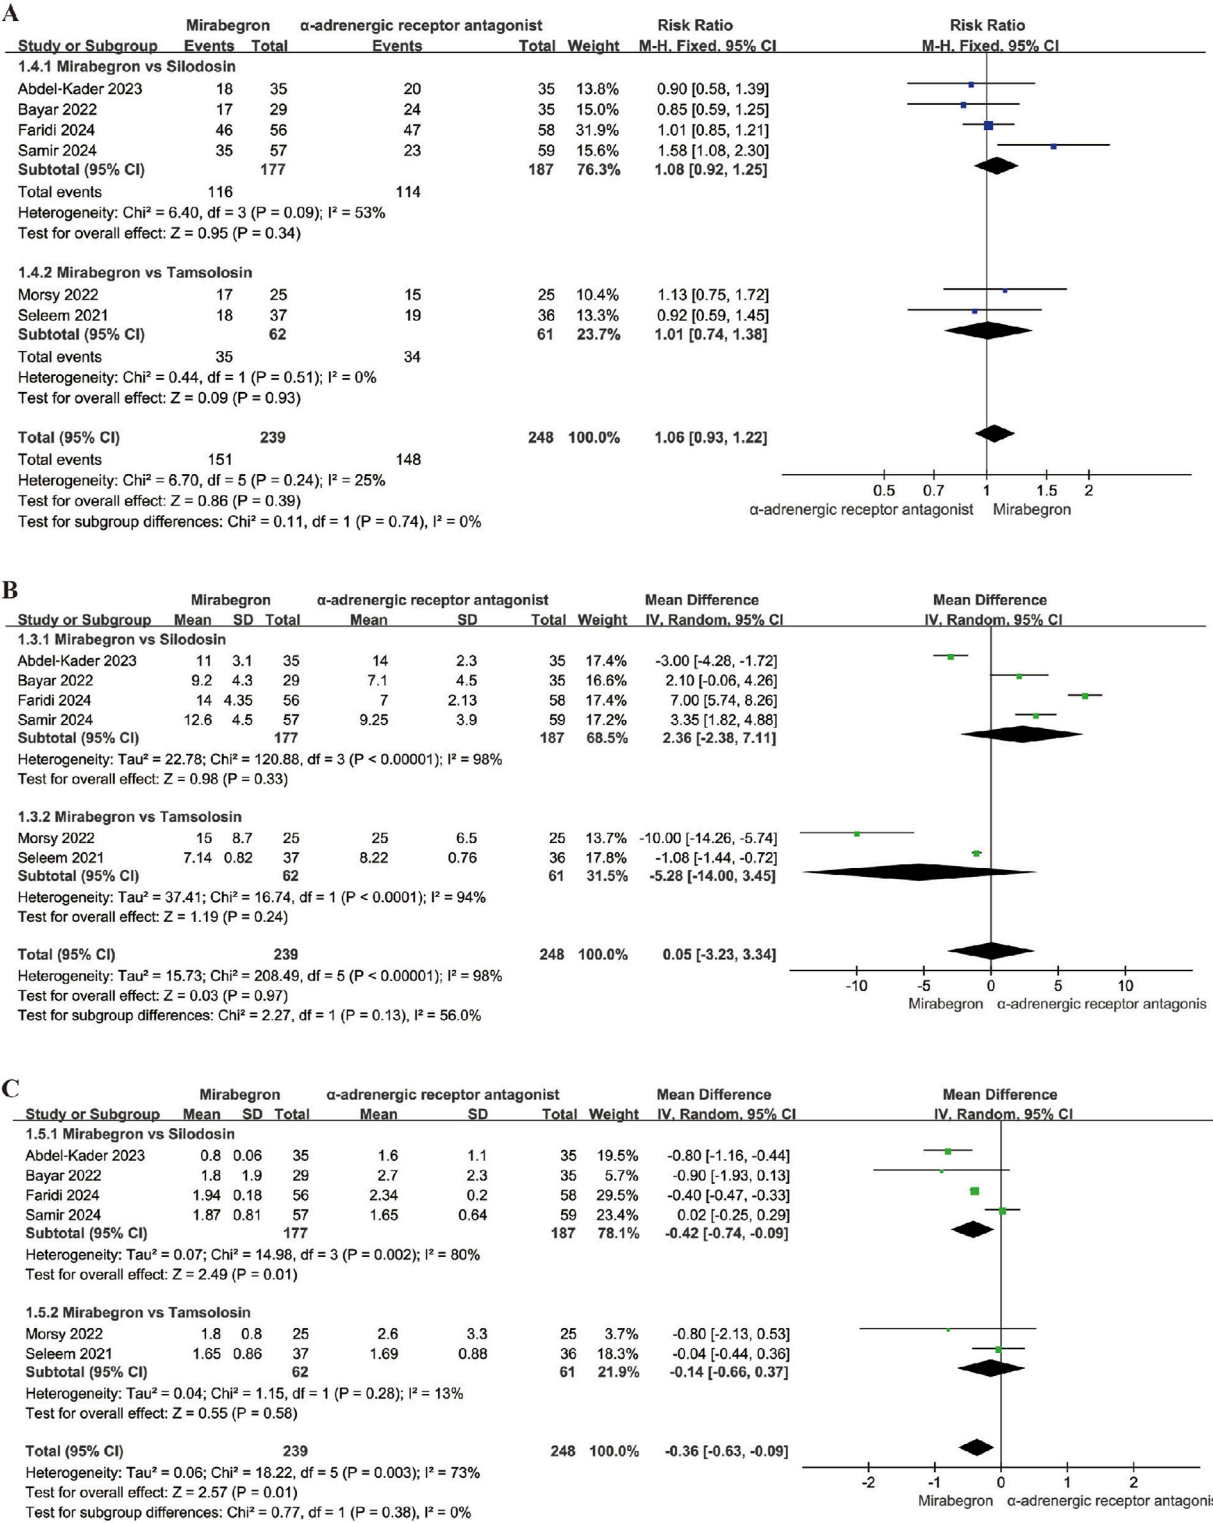 A
Mirabegron α-adrenergic receptor antagonist Risk Ratio Risk Ratio
Study or Subgroup Events Total Events Total Weight M-H, Fixed, 95% CI M-H, Fixed, 95% CI
1.4.1 Mirabegron vs Silodosin
Abdel-Kader 2023 18 35 20 35 13.8% 0.90 [0.58, 1.39]
Bayar 2022 17 29 24 35 15.0% 0.85 [0.59, 1.25]
Faridi 2024 46 56 47 58 31.9% 1.01 [0.85, 1.21]
Samir 2024 35 57 23 59 15.6% 1.58 [1.08, 2.30]
Subtotal (95% CI) 177 187 76.3% 1.08 [0.92, 1.25]
Total events 116 114
Heterogeneity: Chi² = 6.40, df = 3 (P = 0.09); I² = 53%
Test for overall effect: Z = 0.95 (P = 0.34)
1.4.2 Mirabegron vs Tamsolosin
Morsy 2022 17 25 15 25 10.4% 1.13 [0.75, 1.72]
Seleem 2021 18 37 19 36 13.3% 0.92 [0.59, 1.45]
Subtotal (95% CI) 62 61 23.7% 1.01 [0.74, 1.38]
Total events 35 34
Heterogeneity: Chi² = 0.44, df = 1 (P = 0.51); I² = 0%
Test for overall effect: Z = 0.09 (P = 0.93)
Total (95% CI) 239 248 100.0% 1.06 [0.93, 1.22]
Total events 151 148
Heterogeneity: Chi² = 6.70, df = 5 (P = 0.24); I² = 25%
Test for overall effect: Z = 0.86 (P = 0.39)
Test for subgroup differences: Chi² = 0.11, df = 1 (P = 0.74), I² = 0%
0.5 0.7 1 1.5 2
α-adrenergic receptor antagonist Mirabegron
B
Mirabegron α-adrenergic receptor antagonist Mean Difference Mean Difference
Study or Subgroup Mean SD Total Mean SD Total Weight IV, Random, 95% CI IV, Random, 95% CI
1.3.1 Mirabegron vs Silodosin
Abdel-Kader 2023 11 3.1 35 14 2.3 35 17.4% -3.00 [-4.28, -1.72]
Bayar 2022 9.2 4.3 29 7.1 4.5 35 16.6% 2.10 [-0.06, 4.26]
Faridi 2024 14 4.35 56 7 2.13 58 17.4% 7.00 [5.74, 8.26]
Samir 2024 12.6 4.5 57 9.25 3.9 59 17.2% 3.35 [1.82, 4.88]
Subtotal (95% CI) 177 187 68.5% 2.36 [-2.38, 7.11]
Heterogeneity: Tau² = 22.78; Chi² = 120.88, df = 3 (P < 0.00001); I² = 98%
Test for overall effect: Z = 0.98 (P = 0.33)
1.3.2 Mirabegron vs Tamsolosin
Morsy 2022 15 8.7 25 25 6.5 25 13.7% -10.00 [-14.26, -5.74]
Seleem 2021 7.14 0.82 37 8.22 0.76 36 17.8% -1.08 [-1.44, -0.72]
Subtotal (95% CI) 62 61 31.5% -5.28 [-14.00, 3.45]
Heterogeneity: Tau² = 37.41; Chi² = 16.74, df = 1 (P < 0.0001); I² = 94%
Test for overall effect: Z = 1.19 (P = 0.24)
Total (95% CI) 239 248 100.0% 0.05 [-3.23, 3.34]
Heterogeneity: Tau² = 15.73; Chi² = 208.49, df = 5 (P < 0.00001); I² = 98%
Test for overall effect: Z = 0.03 (P = 0.97)
Test for subgroup differences: Chi² = 2.27, df = 1 (P = 0.13), I² = 56.0%
-10 -5 0 5 10
Mirabegron α-adrenergic receptor antagonis
C
Mirabegron α-adrenergic receptor antagonist Mean Difference Mean Difference
Study or Subgroup Mean SD Total Mean SD Total Weight IV, Random, 95% CI IV, Random, 95% CI
1.5.1 Mirabegron vs Silodosin
Abdel-Kader 2023 0.8 0.06 35 1.6 1.1 35 19.5% -0.80 [-1.16, -0.44]
Bayar 2022 1.8 1.9 29 2.7 2.3 35 5.7% -0.90 [-1.93, 0.13]
Faridi 2024 1.94 0.18 56 2.34 0.2 58 29.5% -0.40 [-0.47, -0.33]
Samir 2024 1.87 0.81 57 1.65 0.64 59 23.4% 0.02 [-0.25, 0.29]
Subtotal (95% CI) 177 187 78.1% -0.42 [-0.74, -0.09]
Heterogeneity: Tau² = 0.07; Chi² = 14.98, df = 3 (P = 0.002); I² = 80%
Test for overall effect: Z = 2.49 (P = 0.01)
1.5.2 Mirabegron vs Tamsolosin
Morsy 2022 1.8 0.8 25 2.6 3.3 25 3.7% -0.80 [-2.13, 0.53]
Seleem 2021 1.65 0.86 37 1.69 0.88 36 18.3% -0.04 [-0.44, 0.36]
Subtotal (95% CI) 62 61 21.9% -0.14 [-0.66, 0.37]
Heterogeneity: Tau² = 0.04; Chi² = 1.15, df = 1 (P = 0.28); I² = 13%
Test for overall effect: Z = 0.55 (P = 0.58)
Total (95% CI) 239 248 100.0% -0.36 [-0.63, -0.09]
Heterogeneity: Tau² = 0.06; Chi² = 18.22, df = 5 (P = 0.003); I² = 73%
Test for overall effect: Z = 2.57 (P = 0.01)
Test for subgroup differences: Chi² = 0.77, df = 1 (P = 0.38), I² = 0%
-2 -1 0 1 2
Mirabegron α-adrenergic receptor antagonis